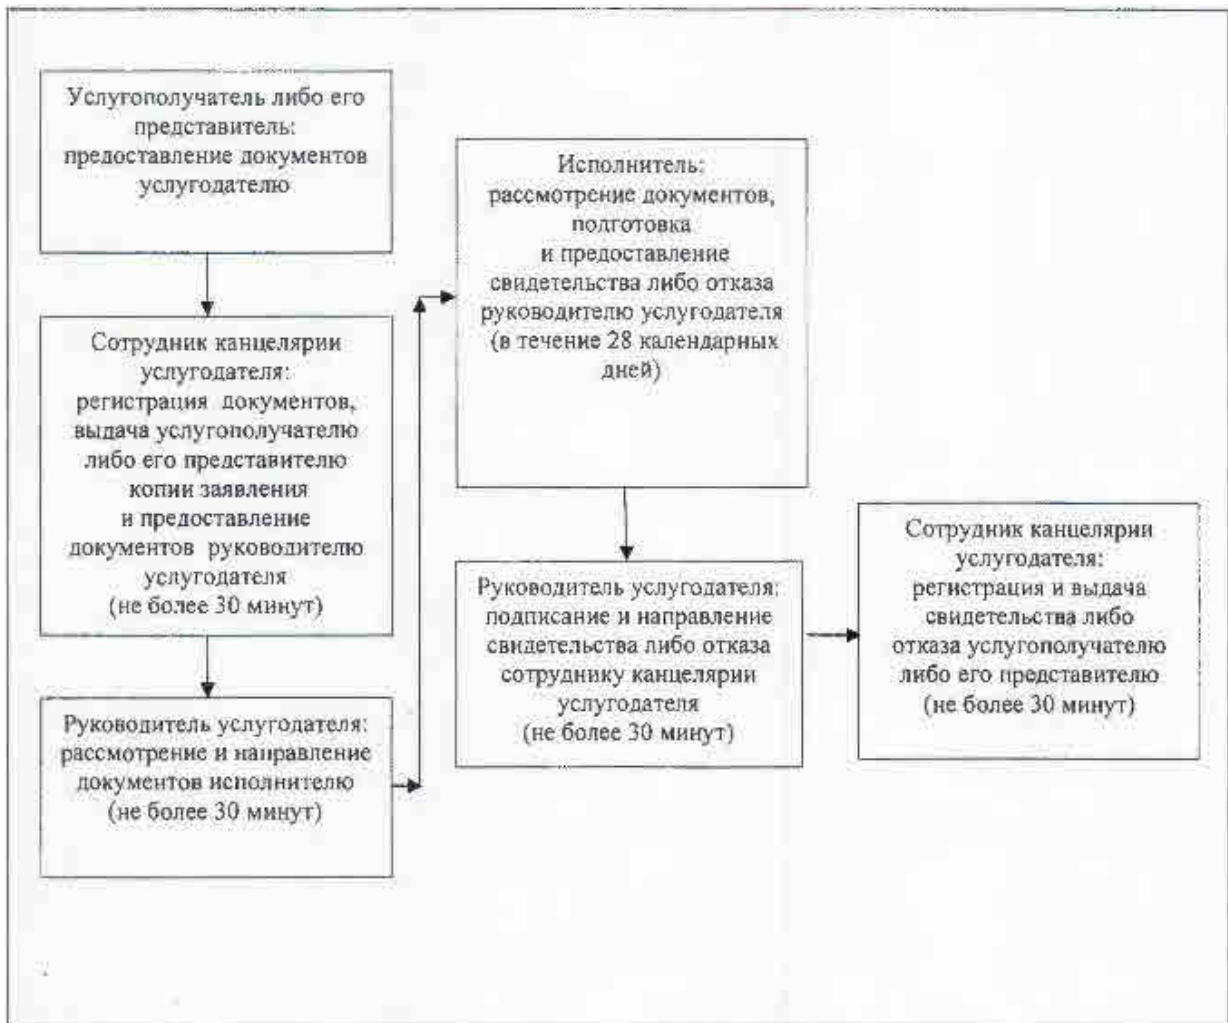 Услугополучатель либо его
представитель:
предоставление документов
услугодателю
Сотрудник канцелярии
услугодателя:
регистрация документов,
выдача услугополучателю
либо его представителю
копии заявления
и предоставление
документов руководителю
услугодателя
(не более 30 минут)
Руководитель услугодателя:
рассмотрение и направление
документов исполнителю
(не более 30 минут)
Исполнитель:
рассмотрение документов,
подготовка
и предоставление
свидетельства либо отказа
руководителю услугодателя
(в течение 28 календарных
дней)
Руководитель услугодателя:
подписание и направление
свидетельства либо отказа
сотруднику канцелярии
услугодателя
(не более 30 минут)
Сотрудник канцелярии
услугодателя:
регистрация и выдача
свидетельства либо
отказа услугополучателю
либо его представителю
(не более 30 минут)